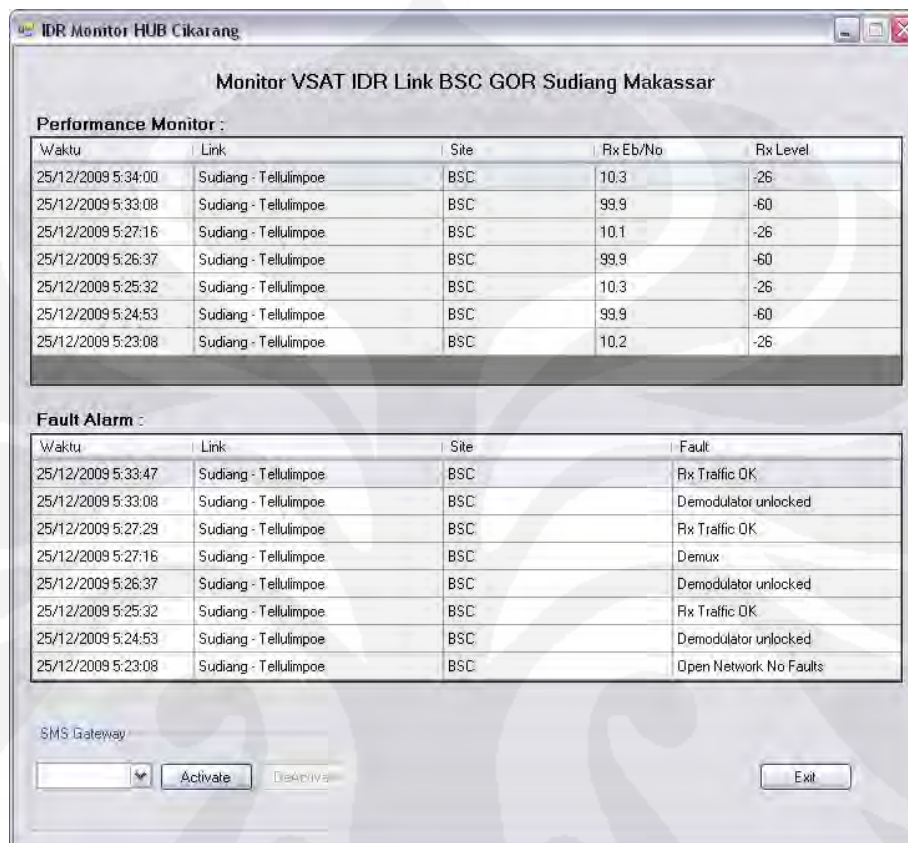 IDR Monitor HUB Cikarang
Monitor VSAT IDR Link BSC GOR Sudiang Makassar
Performance Monitor :
Waktu Link Site Rx Eb/No Rx Level
25/12/2009 5:34:00 Sudiang - Tellulimpoe BSC 10.3 -26
25/12/2009 5:33:08 Sudiang - Tellulimpoe BSC 99.9 -60
25/12/2009 5:27:16 Sudiang - Tellulimpoe BSC 10.1 -26
25/12/2009 5:26:37 Sudiang - Tellulimpoe BSC 99.9 -60
25/12/2009 5:25:32 Sudiang - Tellulimpoe BSC 10.3 -26
25/12/2009 5:24:53 Sudiang - Tellulimpoe BSC 99.9 -60
25/12/2009 5:23:08 Sudiang - Tellulimpoe BSC 10.2 -26
Fault Alarm :
Waktu Link Site Fault
25/12/2009 5:33:47 Sudiang - Tellulimpoe BSC Rx Traffic OK
25/12/2009 5:33:08 Sudiang - Tellulimpoe BSC Demodulator unlocked
25/12/2009 5:27:29 Sudiang - Tellulimpoe BSC Rx Traffic OK
25/12/2009 5:27:16 Sudiang - Tellulimpoe BSC Demux
25/12/2009 5:26:37 Sudiang - Tellulimpoe BSC Demodulator unlocked
25/12/2009 5:25:32 Sudiang - Tellulimpoe BSC Rx Traffic OK
25/12/2009 5:24:53 Sudiang - Tellulimpoe BSC Demodulator unlocked
25/12/2009 5:23:08 Sudiang - Tellulimpoe BSC Open Network No Faults
SMS Gateway
Activate Exit